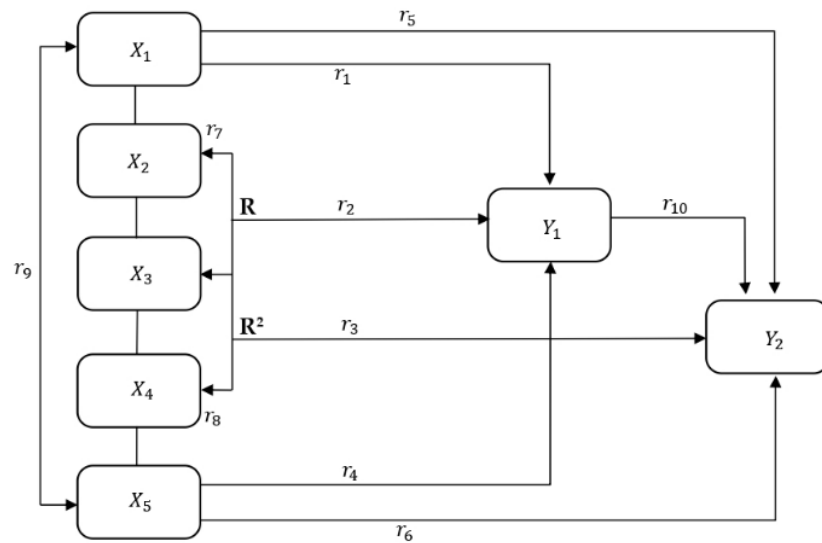 r₅
X₁
r₁
r₇
X₂
R
r₂
r₁₀
Y₁
r₉
X₃
R²
r₃
Y₂
X₄
r₈
r₄
X₅
r₆